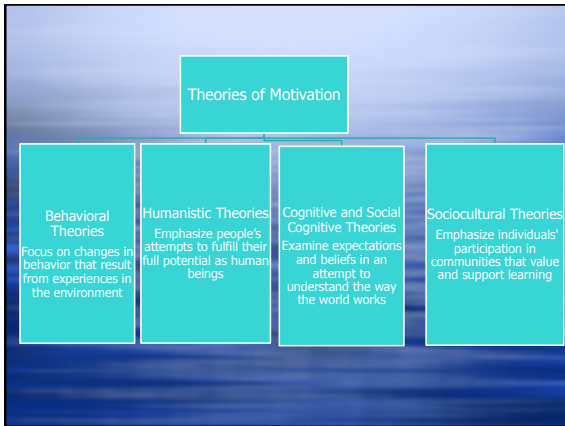 Theories of Motivation
Behavioral
Theories
Focus on changes in
behavior that result
from experiences in
the environment
Humanistic Theories
Emphasize people's
attempts to fulfill their
full potential as human
beings
Cognitive and Social
Cognitive Theories
Examine expectations
and beliefs in an
attempt to
understand the way
the world works
Sociocultural Theories
Emphasize individuals'
participation in
communities that value
and support learning